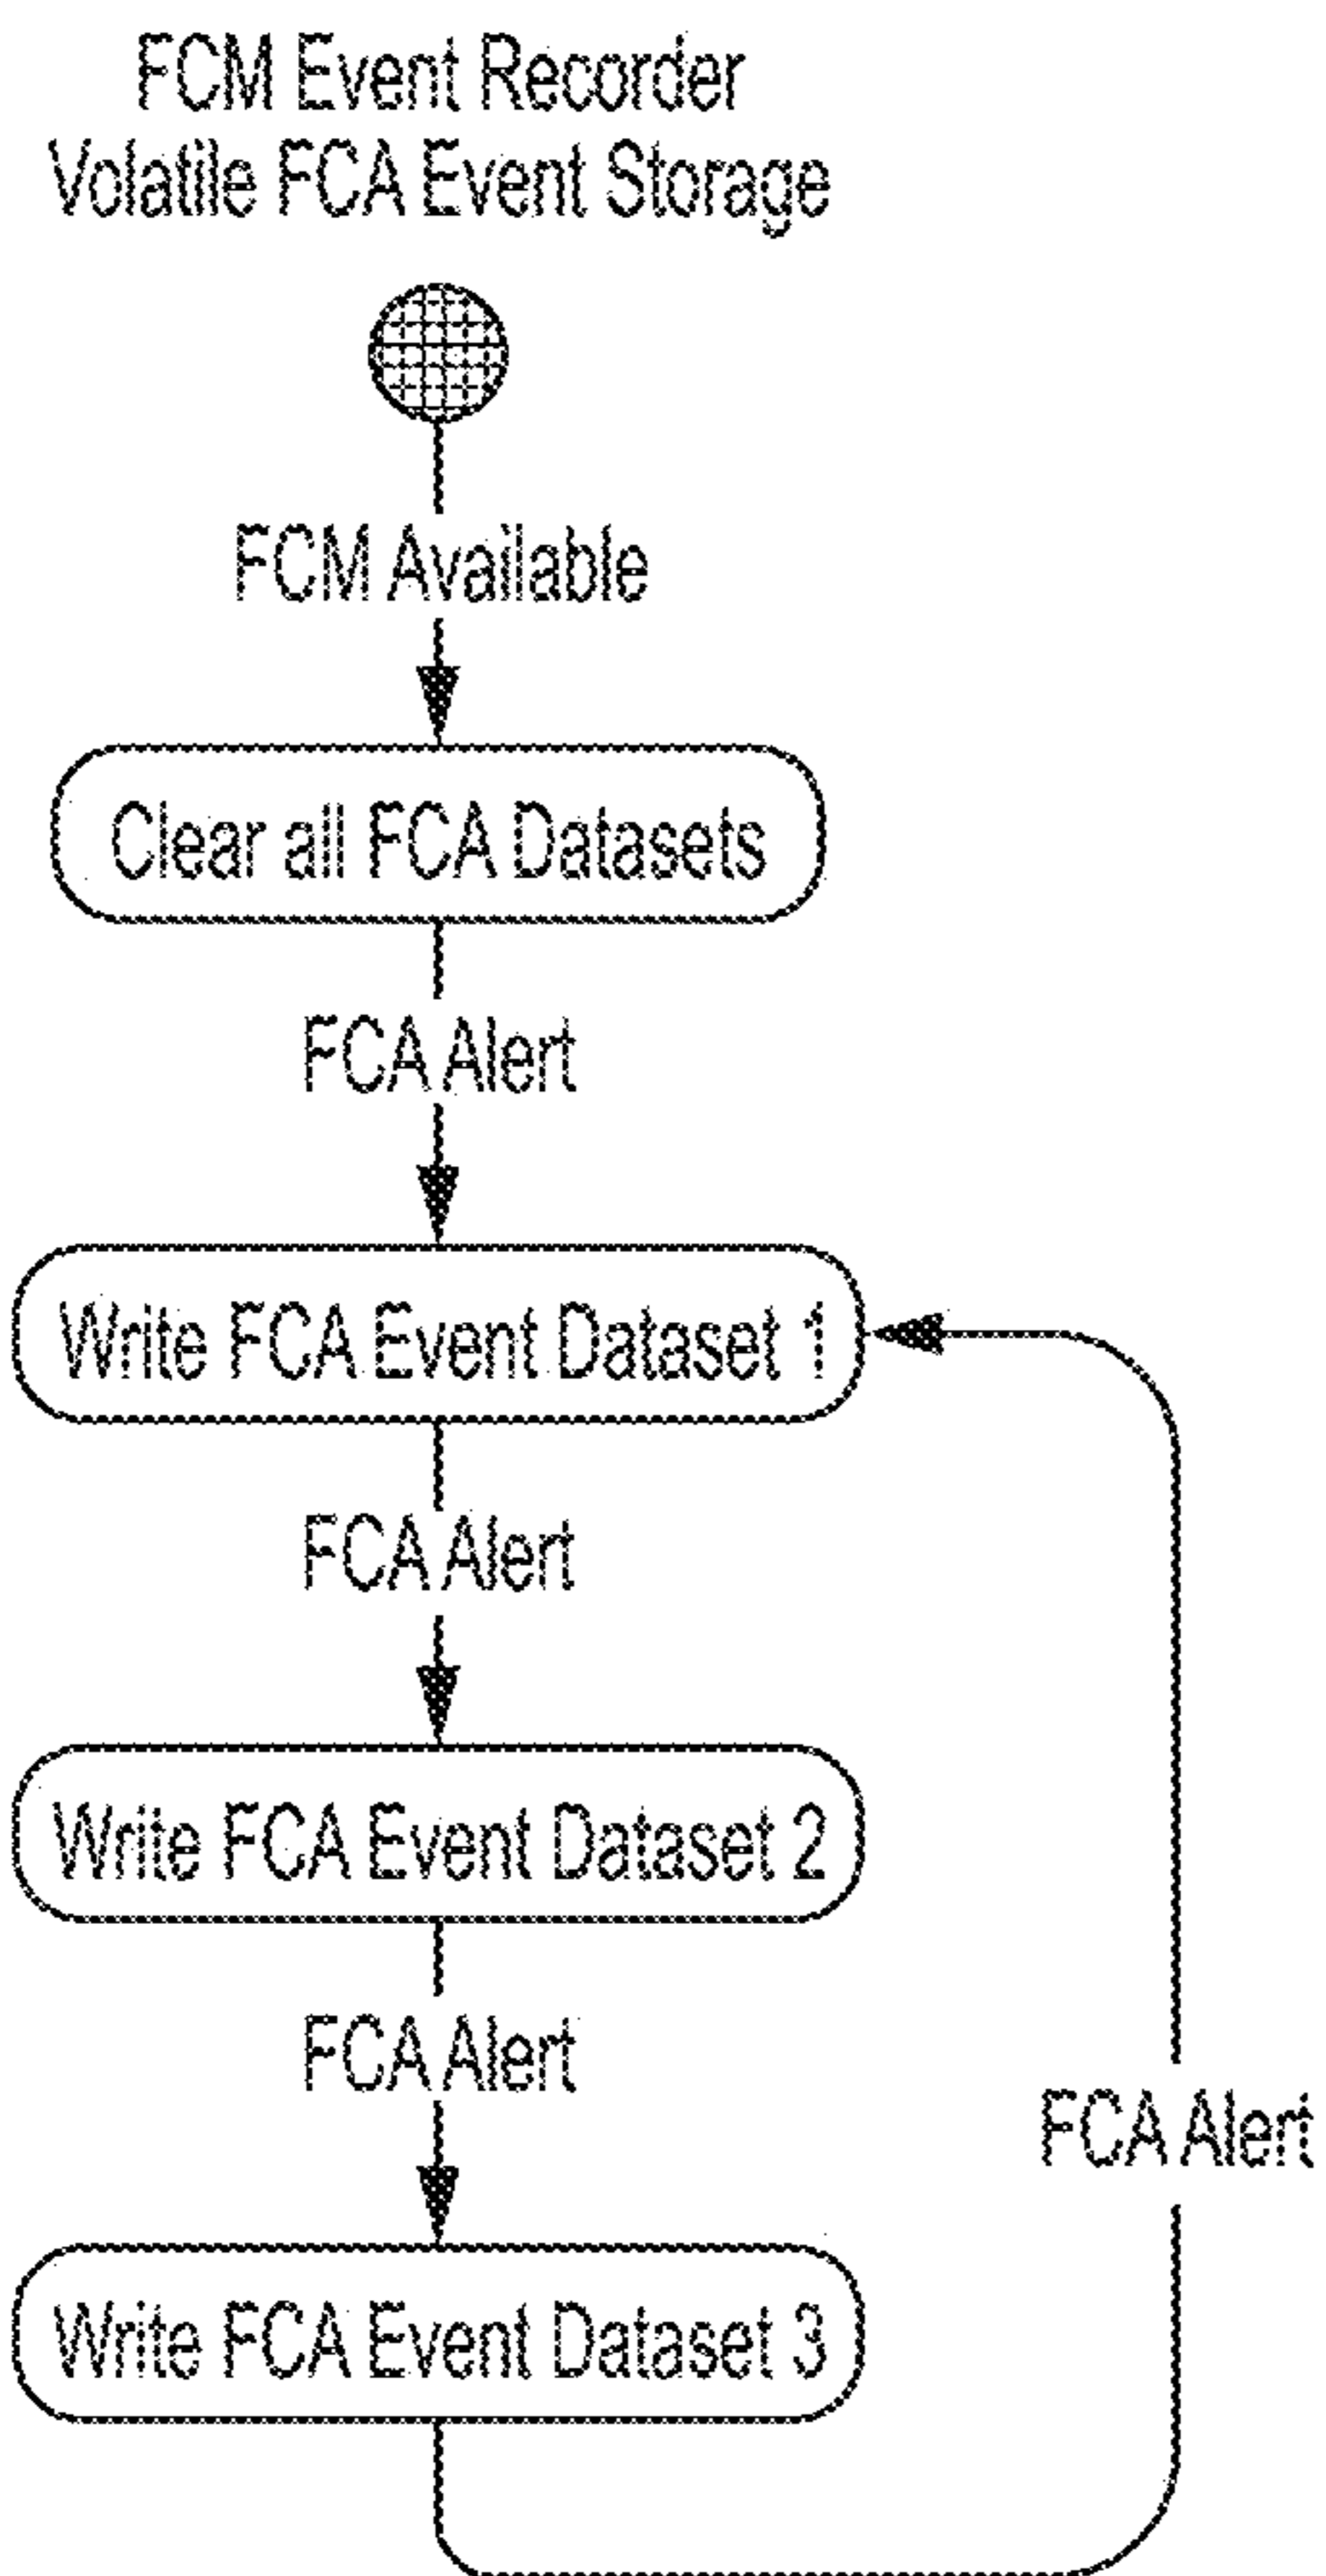 FCM Event Recorder
Volatile FCA Event Storage
FCM Available
Clear all FCA Datasets
FCA Alert
Write FCA Event Dataset 1
FCA Alert
Write FCA Event Dataset 2
FCA Alert
FCA Alert
Write FCA Event Dataset 3